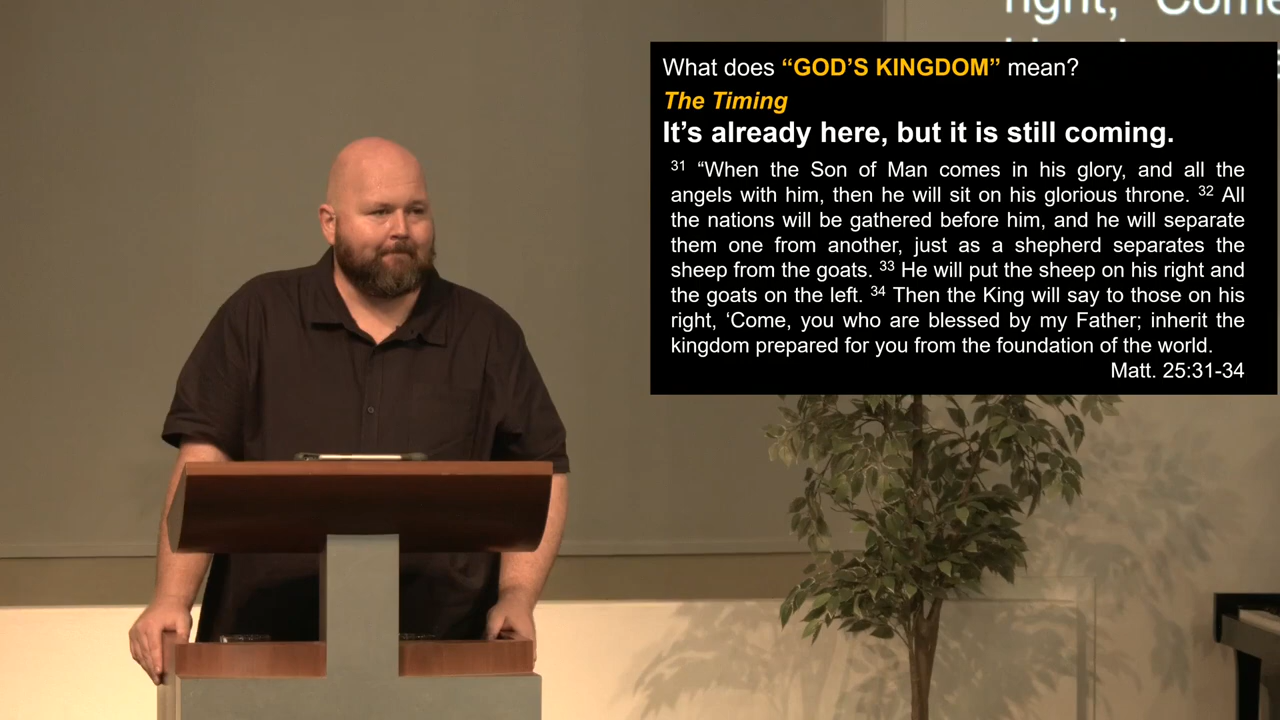 right, “Come
What does “GOD’S KINGDOM” mean?
The Timing
It’s already here, but it is still coming.
31 “When the Son of Man comes in his glory, and all the
angels with him, then he will sit on his glorious throne. 32 All
the nations will be gathered before him, and he will separate
them one from another, just as a shepherd separates the
sheep from the goats. 33 He will put the sheep on his right and
the goats on the left. 34 Then the King will say to those on his
right, ‘Come, you who are blessed by my Father; inherit the
kingdom prepared for you from the foundation of the world.
Matt. 25:31-34